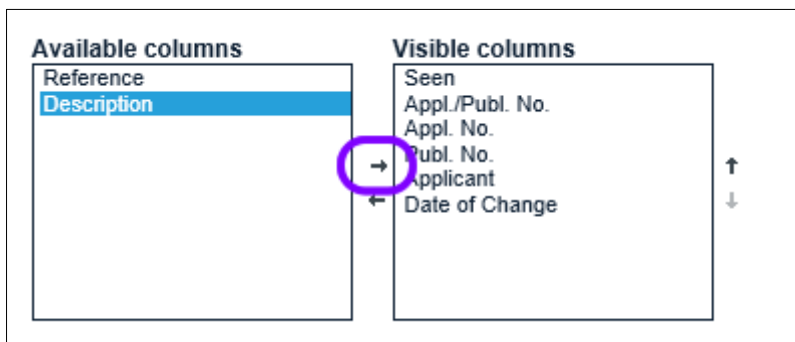 Available columns
Reference
Description
Visible columns
Seen
Appl./Publ. No.
Appl. No.
Publ. No.
Applicant
Date of Change